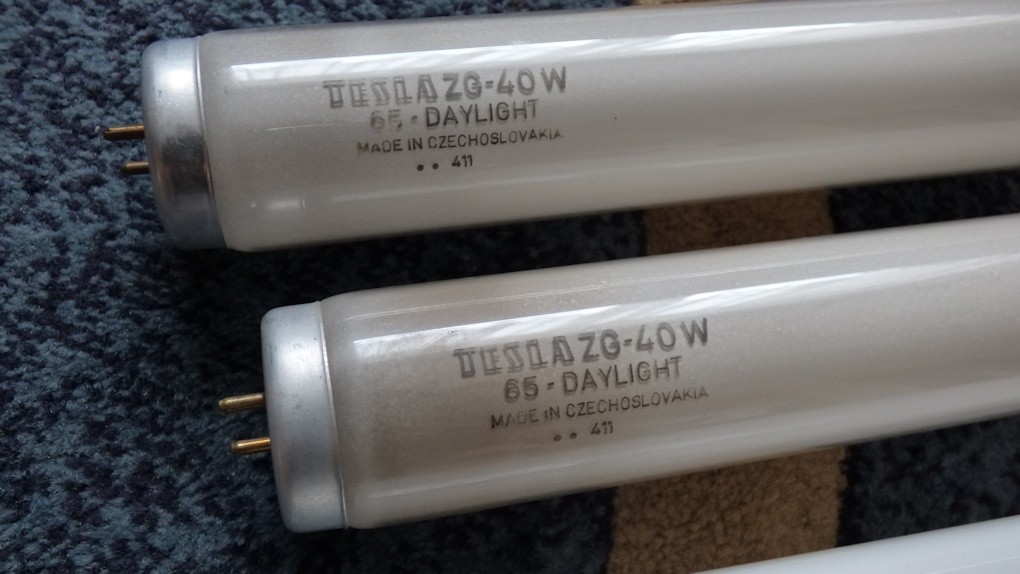 TESLA ZG-40W
65-DAYLIGHT
MADE IN CZECHOSLOVAKIA
•• 411
TESLA ZG-40W
65-DAYLIGHT
MADE IN CZECHOSLOVAKIA
•• 411